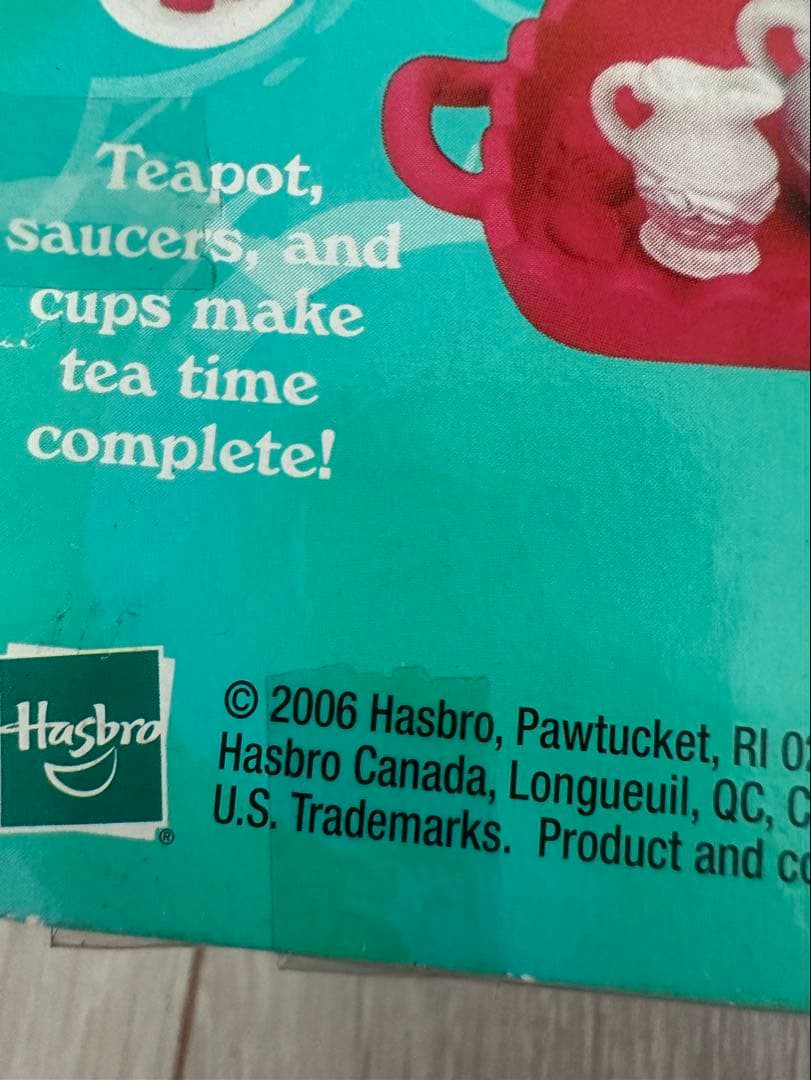 Teapot,
saucers, and
cups make
tea time
complete!
Hasbro
®
© 2006 Hasbro, Pawtucket, RI
Hasbro Canada, Longueuil, QC,
U.S. Trademarks. Product and